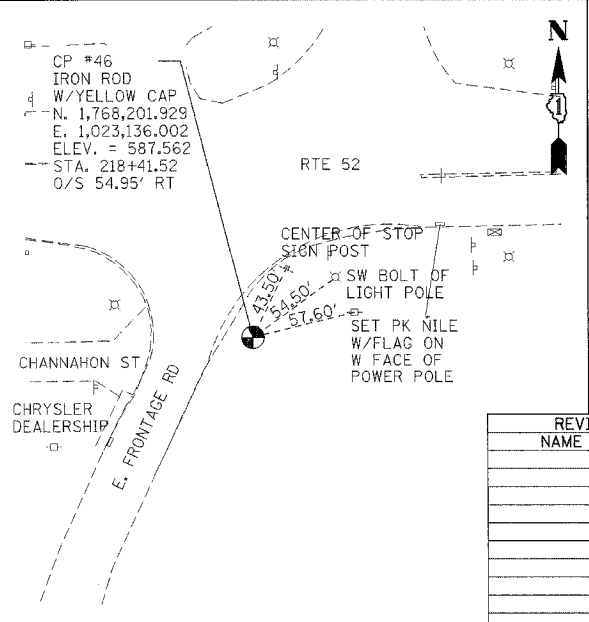 CP #46
IRON ROD
W/YELLOW CAP
N. 1,768,201.929
E. 1,023,136.002
ELEV. = 587.562
STA. 218+41.52
O/S 54.95' RT
N
1
RTE 52
CENTER OF STOP
SIGN POST
SW BOLT OF
LIGHT POLE
SET PK NILE
W/FLAG ON
W FACE OF
POWER POLE
43.50'
54.50'
57.60'
CHANNAHON ST
CHRYSLER
DEALERSHIP
E. FRONTAGE RD
REVI
NAME